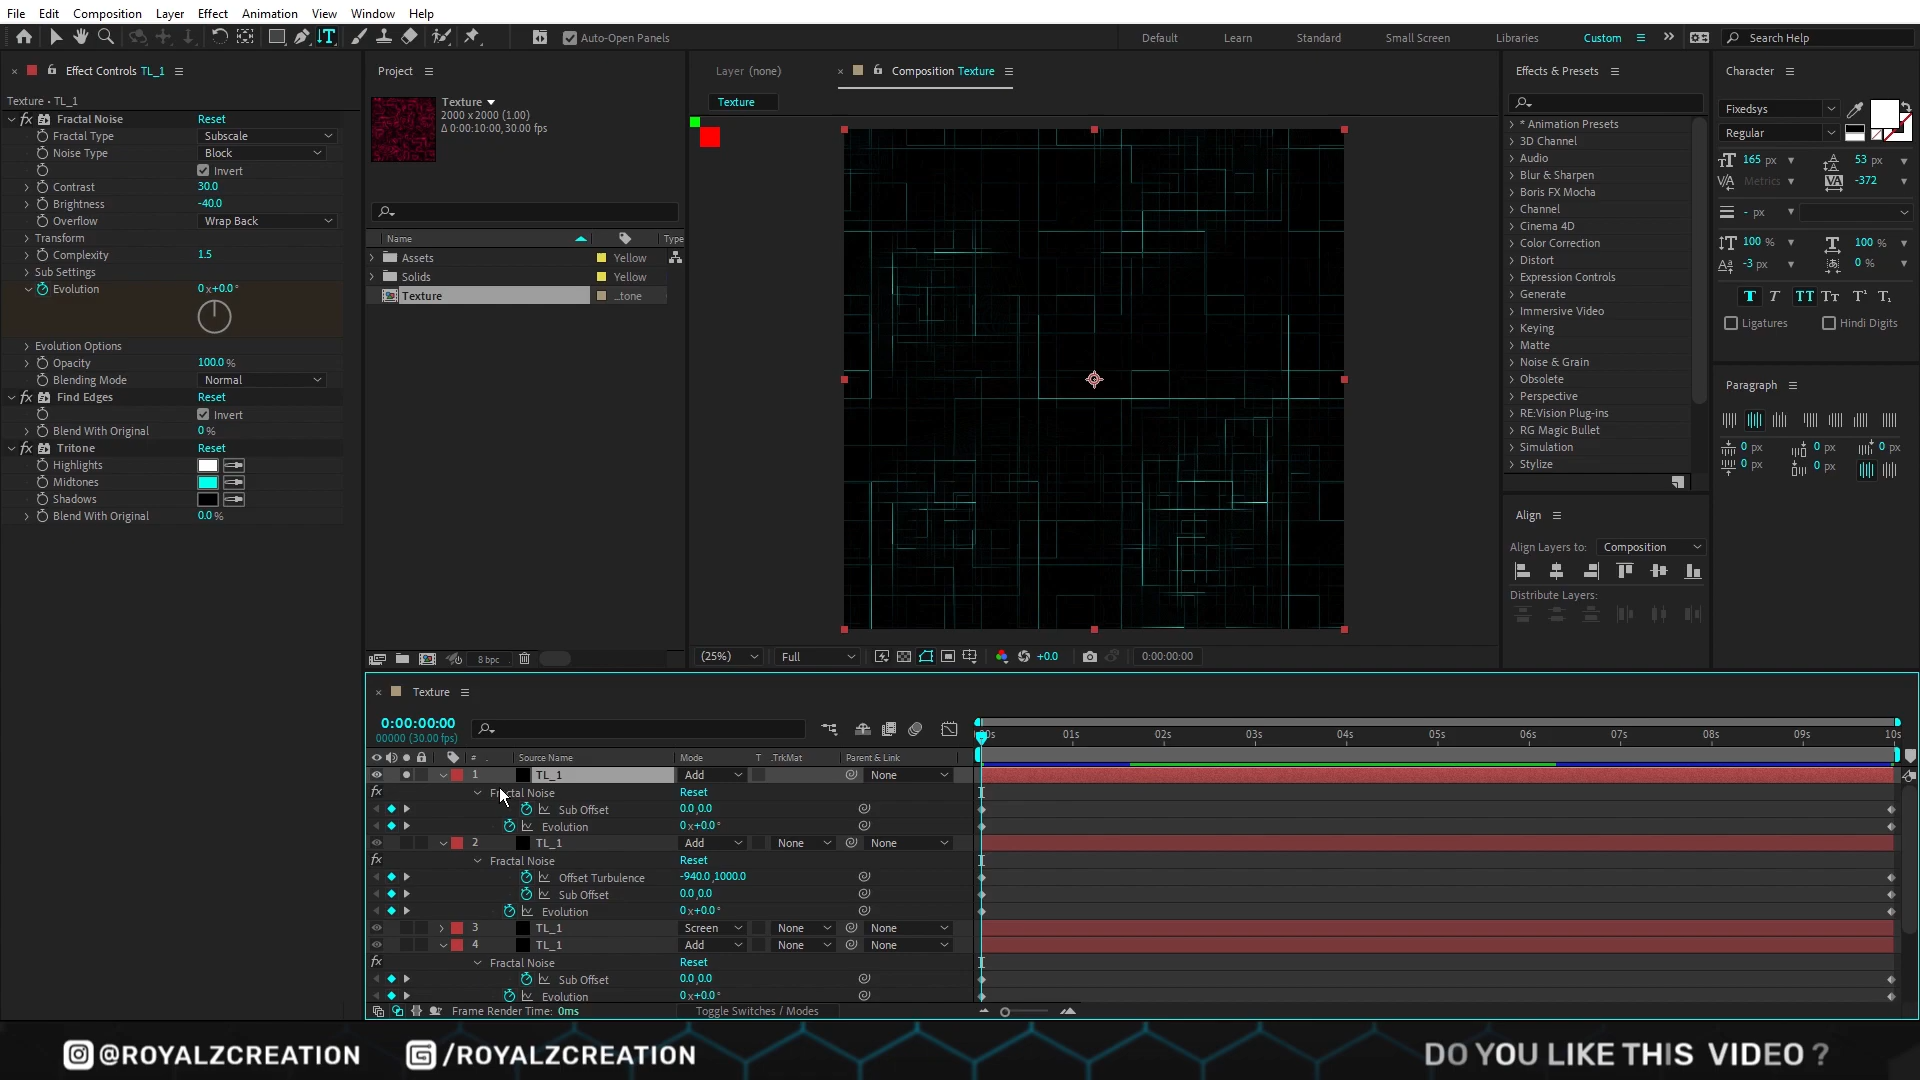 File Edit Composition Layer Effect Animation View Window Help
Auto-Open Panels
Default Learn Standard Small Screen Libraries Custom Search Help
Effect Controls TL_1
Texture • TL_1
Fractal Noise Reset
Fractal Type Subscale
Noise Type Block
Invert
Contrast 30.0
Brightness -40.0
Overflow Wrap Back
Transform
Complexity 1.5
Sub Settings
Evolution 0x+0.0°
Evolution Options
Opacity 100.0 %
Blending Mode Normal
Find Edges Reset
Invert
Blend With Original 0 %
Tritone Reset
Highlights
Midtones
Shadows
Blend With Original 0.0 %
Project
Texture
2000 x 2000 (1.00)
Δ 0:00:10:00, 30.00 fps
Name Type
Assets Yellow
Solids Yellow
Texture ...tone
8 bpc
Layer (none)
Composition Texture
Texture
(25%) Full +0.0 0:00:00:00
Effects & Presets
* Animation Presets
3D Channel
Audio
Blur & Sharpen
Boris FX Mocha
Channel
Cinema 4D
Color Correction
Distort
Expression Controls
Generate
Immersive Video
Keying
Matte
Noise & Grain
Obsolete
Perspective
RE:Vision Plug-ins
RG Magic Bullet
Simulation
Stylize
Align
Align Layers to: Composition
Distribute Layers:
Character
Fixedsys
Regular
165 px 53 px
Metrics -372
- px
100 % 100 %
-3 px 0 %
Ligatures Hindi Digits
Paragraph
0 px 0 px 0 px
0 px 0 px
Texture
0:00:00:00
00000 (30.00 fps)
# Source Name Mode T .TrkMat Parent & Link
00s 01s 02s 03s 04s 05s 06s 07s 08s 09s 10s
1 TL_1 Add None
fx Fractal Noise Reset
Sub Offset 0.0,0.0
Evolution 0x+0.0°
2 TL_1 Add None None
fx Fractal Noise Reset
Offset Turbulence -940.0,1000.0
Sub Offset 0.0,0.0
Evolution 0x+0.0°
3 TL_1 Screen None None
4 TL_1 Add None None
fx Fractal Noise Reset
Sub Offset 0.0,0.0
Evolution 0x+0.0°
Frame Render Time: 0ms Toggle Switches / Modes
@ROYALZCREATION /ROYALZCREATION DO YOU LIKE THIS VIDEO ?